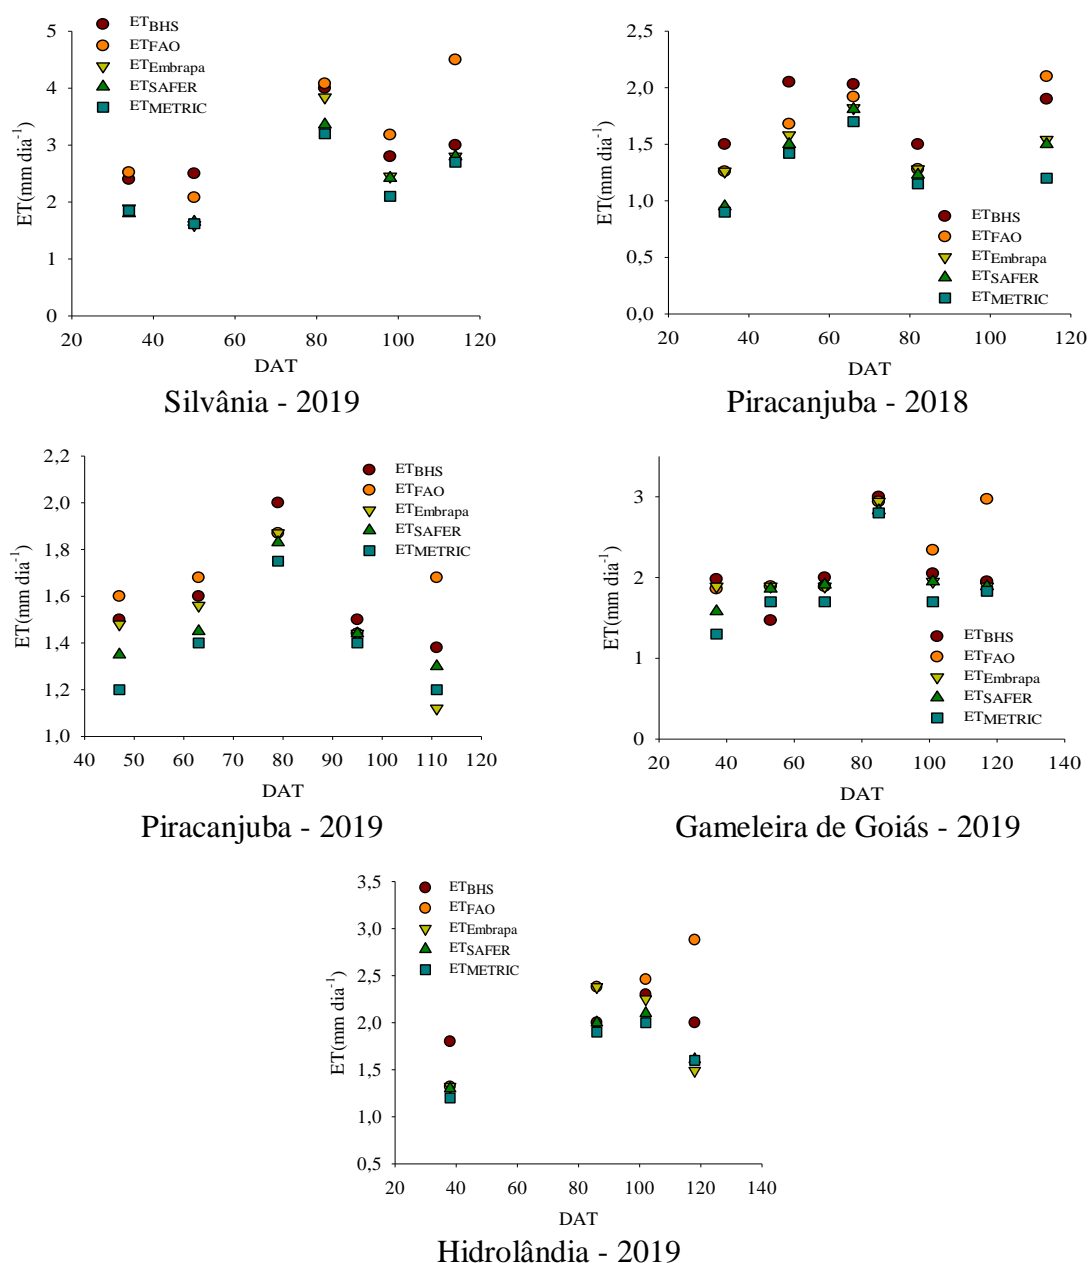 ET(mm dia-1)
5
4
3
2
1
0
ETBHS
ETFAO
ETEmbrapa
ETSAFER
ETMETRIC
20 40 60 80 100 120
DAT
Silvânia - 2019
ET(mm dia-1)
2,5
2,0
1,5
1,0
0,5
0,0
ETBHS
ETFAO
ETEmbrapa
ETSAFER
ETMETRIC
20 40 60 80 100 120
DAT
Piracanjuba - 2018
ET(mm dia-1)
2,2
2,0
1,8
1,6
1,4
1,2
1,0
ETBHS
ETFAO
ETEmbrapa
ETSAFER
ETMETRIC
40 50 60 70 80 90 100 110 120
DAT
Piracanjuba - 2019
ET(mm dia-1)
3
2
1
0
ETBHS
ETFAO
ETEmbrapa
ETSAFER
ETMETRIC
20 40 60 80 100 120 140
DAT
Gameleira de Goiás - 2019
ET(mm dia-1)
3,5
3,0
2,5
2,0
1,5
1,0
0,5
ETBHS
ETFAO
ETEmbrapa
ETSAFER
ETMETRIC
20 40 60 80 100 120 140
DAT
Hidrolândia - 2019